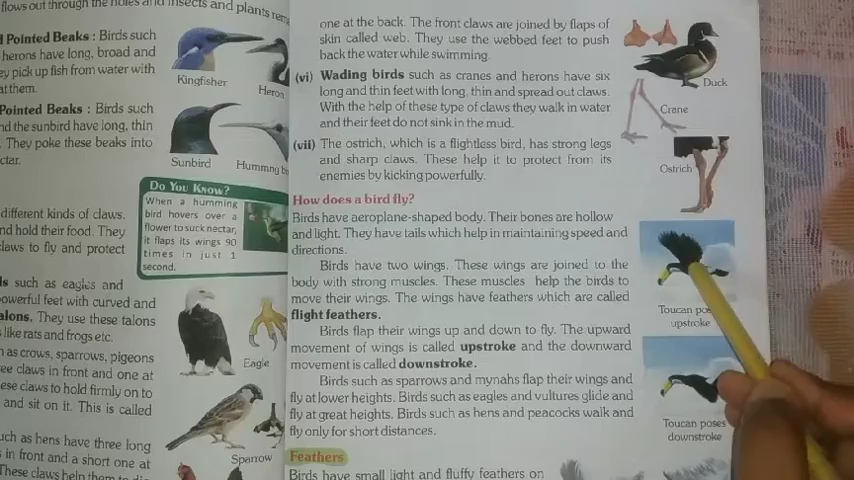 flows out through the holes and insects and plants
Pointed Beaks : Birds such
herons have long, broad and
ey pick up fish from water with
at them.
Kingfisher
Heron
Pointed Beaks : Birds such
nd the sunbird have long, thin
They poke these beaks into
ctar.
Sunbird
Humming b
Do You Know?
When a humming
bird hovers over a
flower to suck nectar,
it flaps its wings 90
times in just 1
second.
different kinds of claws.
nd hold their food. They
claws to fly and protect
ls such as eagles and
owerful feet with curved and
alons. They use these talons
like rats and frogs etc.
Eagle
h as crows, sparrows, pigeons
ee claws in front and one at
ese claws to hold firmly on to
and sit on it. This is called
Sparrow
uch as hens have three long
in front and a short one at
These claws help them to
one at the back. The front claws are joined by flaps of
skin called web. They use the webbed feet to push
back the water while swimming.
Duck
(vi) Wading birds such as cranes and herons have six
long and thin feet with long, thin and spread out claws.
With the help of these type of claws they walk in water
and their feet do not sink in the mud.
Crane
(vii) The ostrich, which is a flightless bird, has strong legs
and sharp claws. These help it to protect from its
enemies by kicking powerfully.
Ostrich
How does a bird fly?
Birds have aeroplane-shaped body. Their bones are hollow
and light. They have tails which help in maintaining speed and
directions.
Birds have two wings. These wings are joined to the
body with strong muscles. These muscles help the birds to
move their wings. The wings have feathers which are called
flight feathers.
Toucan pos
upstroke
Birds flap their wings up and down to fly. The upward
movement of wings is called upstroke and the downward
movement is called downstroke.
Birds such as sparrows and mynahs flap their wings and
fly at lower heights. Birds such as eagles and vultures glide and
fly at great heights. Birds such as hens and peacocks walk and
fly only for short distances.
Toucan poses
downstroke
Feathers
Birds have small light and fluffy feathers on